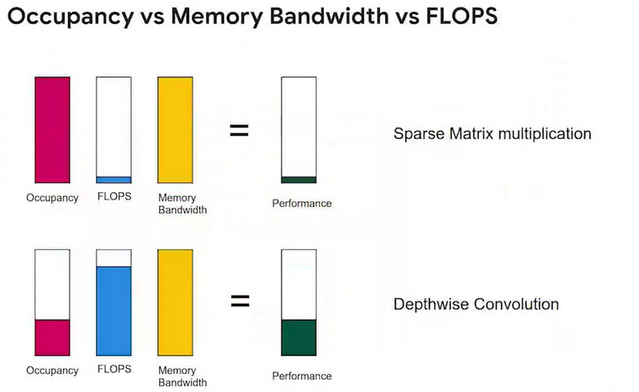 Occupancy vs Memory Bandwidth vs FLOPS
=
Sparse Matrix multiplication
Occupancy
FLOPS
Memory
Bandwidth
Performance
=
Depthwise Convolution
Occupancy
FLOPS
Memory
Bandwidth
Performance